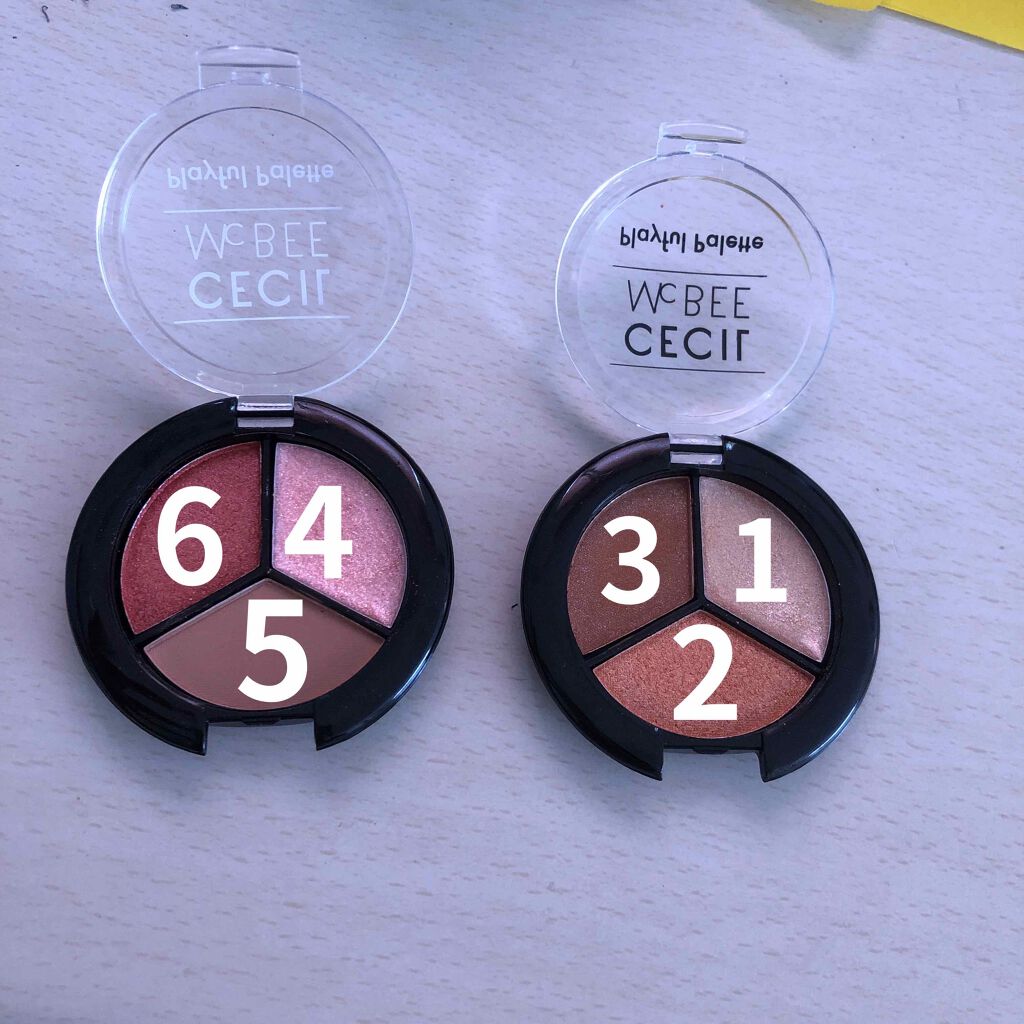 Playful Palette
McBEE
CECIL
Playful Palette
McBEE
CECIL
6 4
5
3 1
2